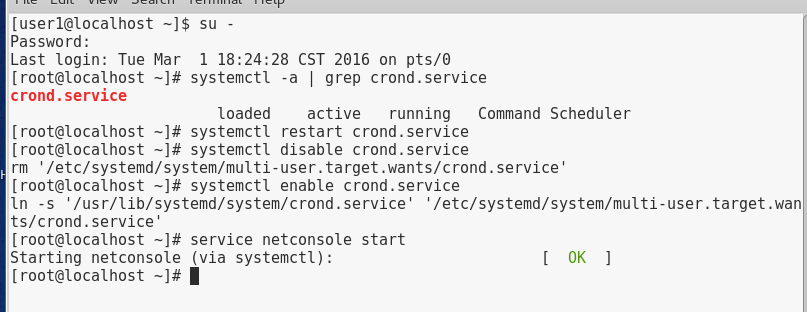 File Edit View Search Terminal Help
[user1@localhost ~]$ su -
Password:
Last login: Tue Mar  1 18:24:28 CST 2016 on pts/0
[root@localhost ~]# systemctl -a | grep crond.service
crond.service
loaded    active   running   Command Scheduler
[root@localhost ~]# systemctl restart crond.service
[root@localhost ~]# systemctl disable crond.service
rm '/etc/systemd/system/multi-user.target.wants/crond.service'
[root@localhost ~]# systemctl enable crond.service
ln -s '/usr/lib/systemd/system/crond.service' '/etc/systemd/system/multi-user.target.wan
ts/crond.service'
[root@localhost ~]# service netconsole start
Starting netconsole (via systemctl):                       [  OK  ]
[root@localhost ~]#